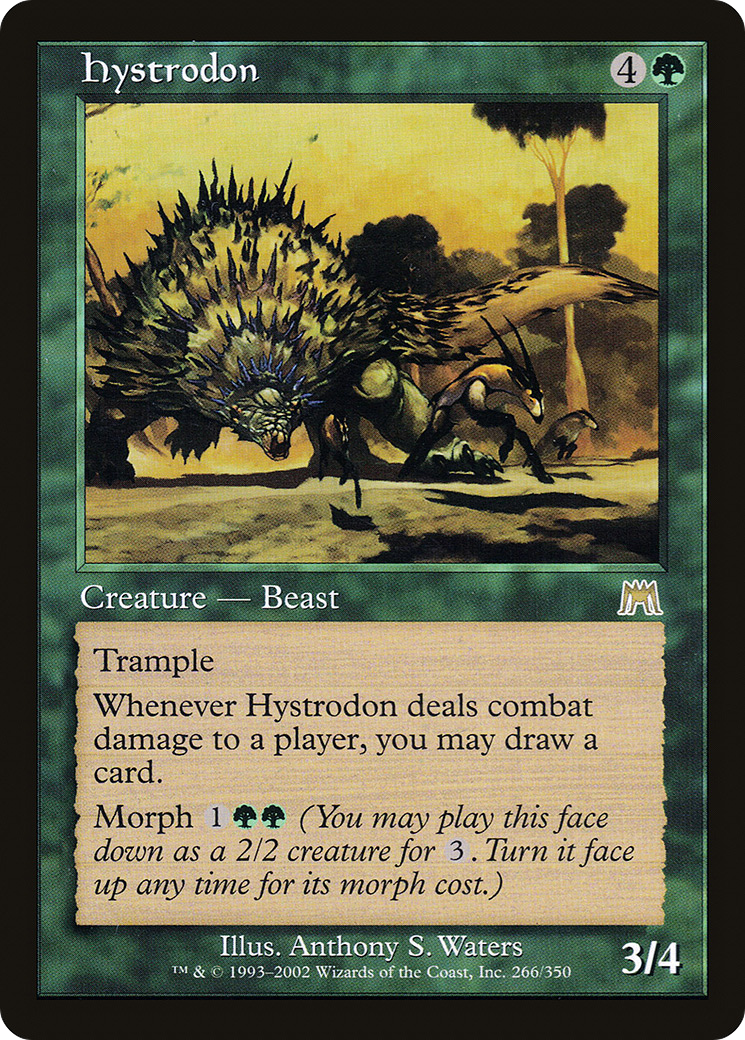 Hystrodon
4
Creature — Beast
Trample
Whenever Hystrodon deals combat
damage to a player, you may draw a
card.
Morph 1 (You may play this face
down as a 2/2 creature for 3. Turn it face
up any time for its morph cost.)
Illus. Anthony S. Waters
™ & © 1993–2002 Wizards of the Coast, Inc. 266/350
3/4